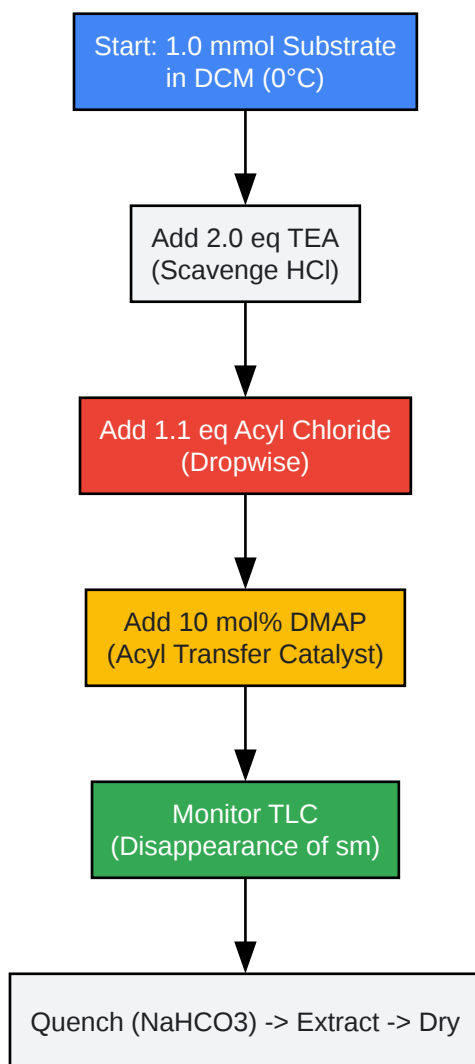 Start: 1.0 mmol Substrate
in DCM (0°C)
Add 2.0 eq TEA
(Scavenge HCl)
Add 1.1 eq Acyl Chloride
(Dropwise)
Add 10 mol% DMAP
(Acyl Transfer Catalyst)
Monitor TLC
(Disappearance of sm)
Quench (NaHCO3) -> Extract -> Dry